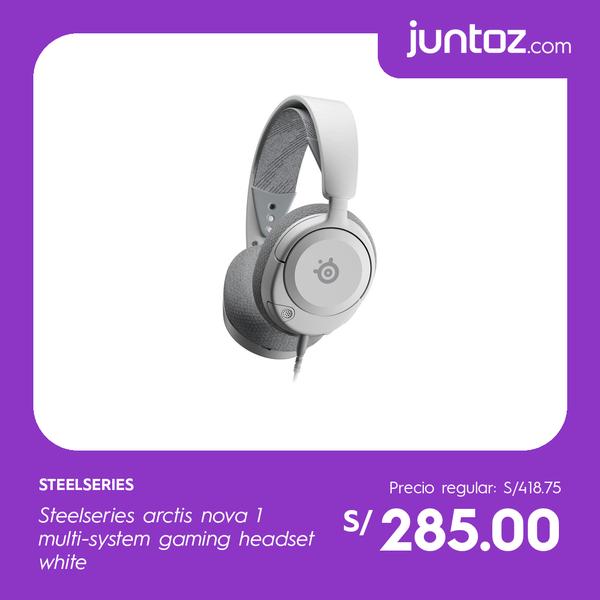 juntoz.com
STEELSERIES
Steelseries arctis nova 1
multi-system gaming headset
white
Precio regular: S/418.75
S/ 285.00